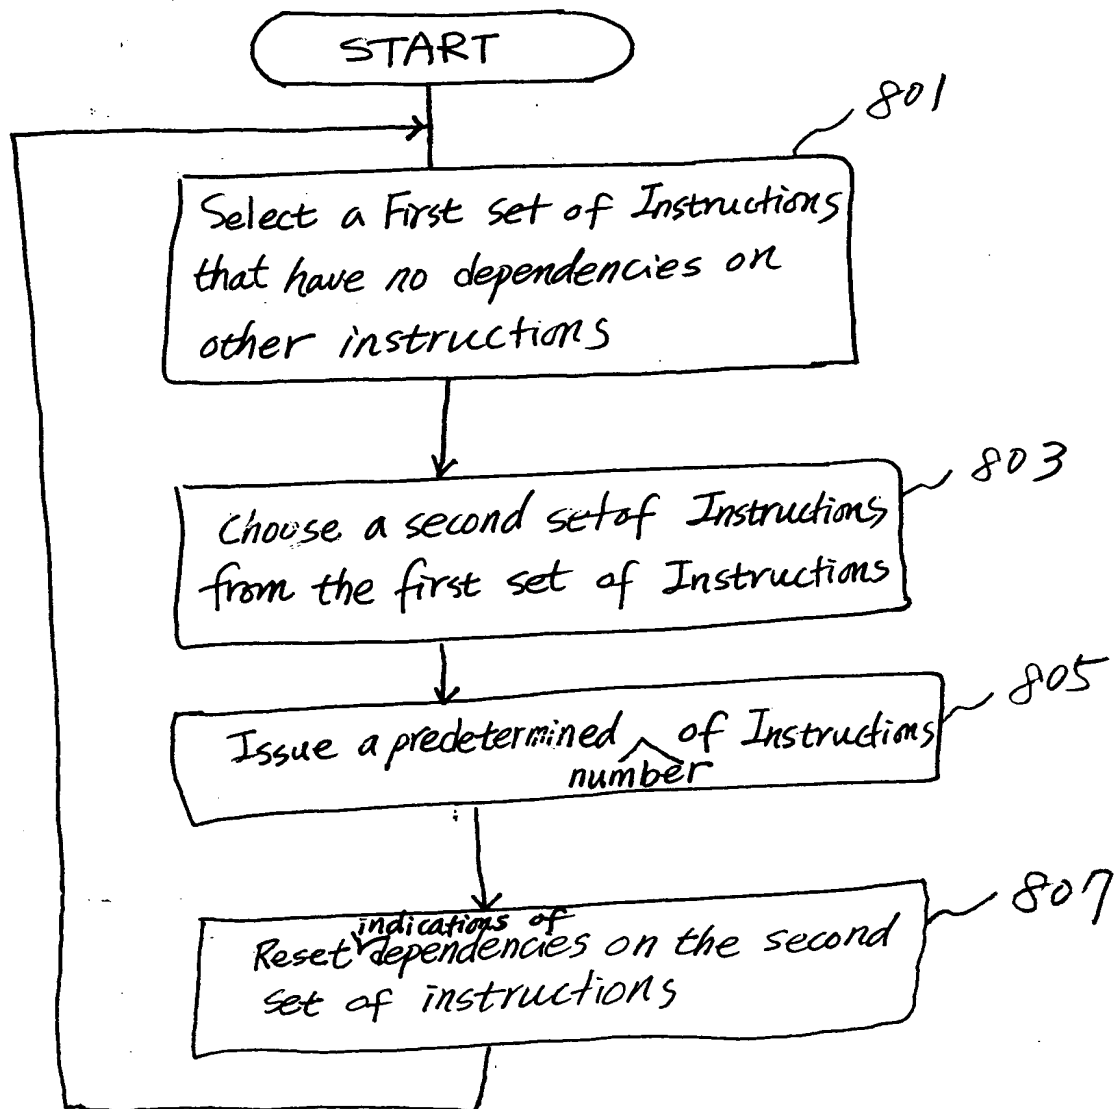 START
801
Select a First set of Instructions
that have no dependencies on
other instructions
803
Choose a second set of Instructions
from the first set of Instructions
805
Issue a predetermined number of Instructions
807
Reset indications of dependencies on the second
set of instructions